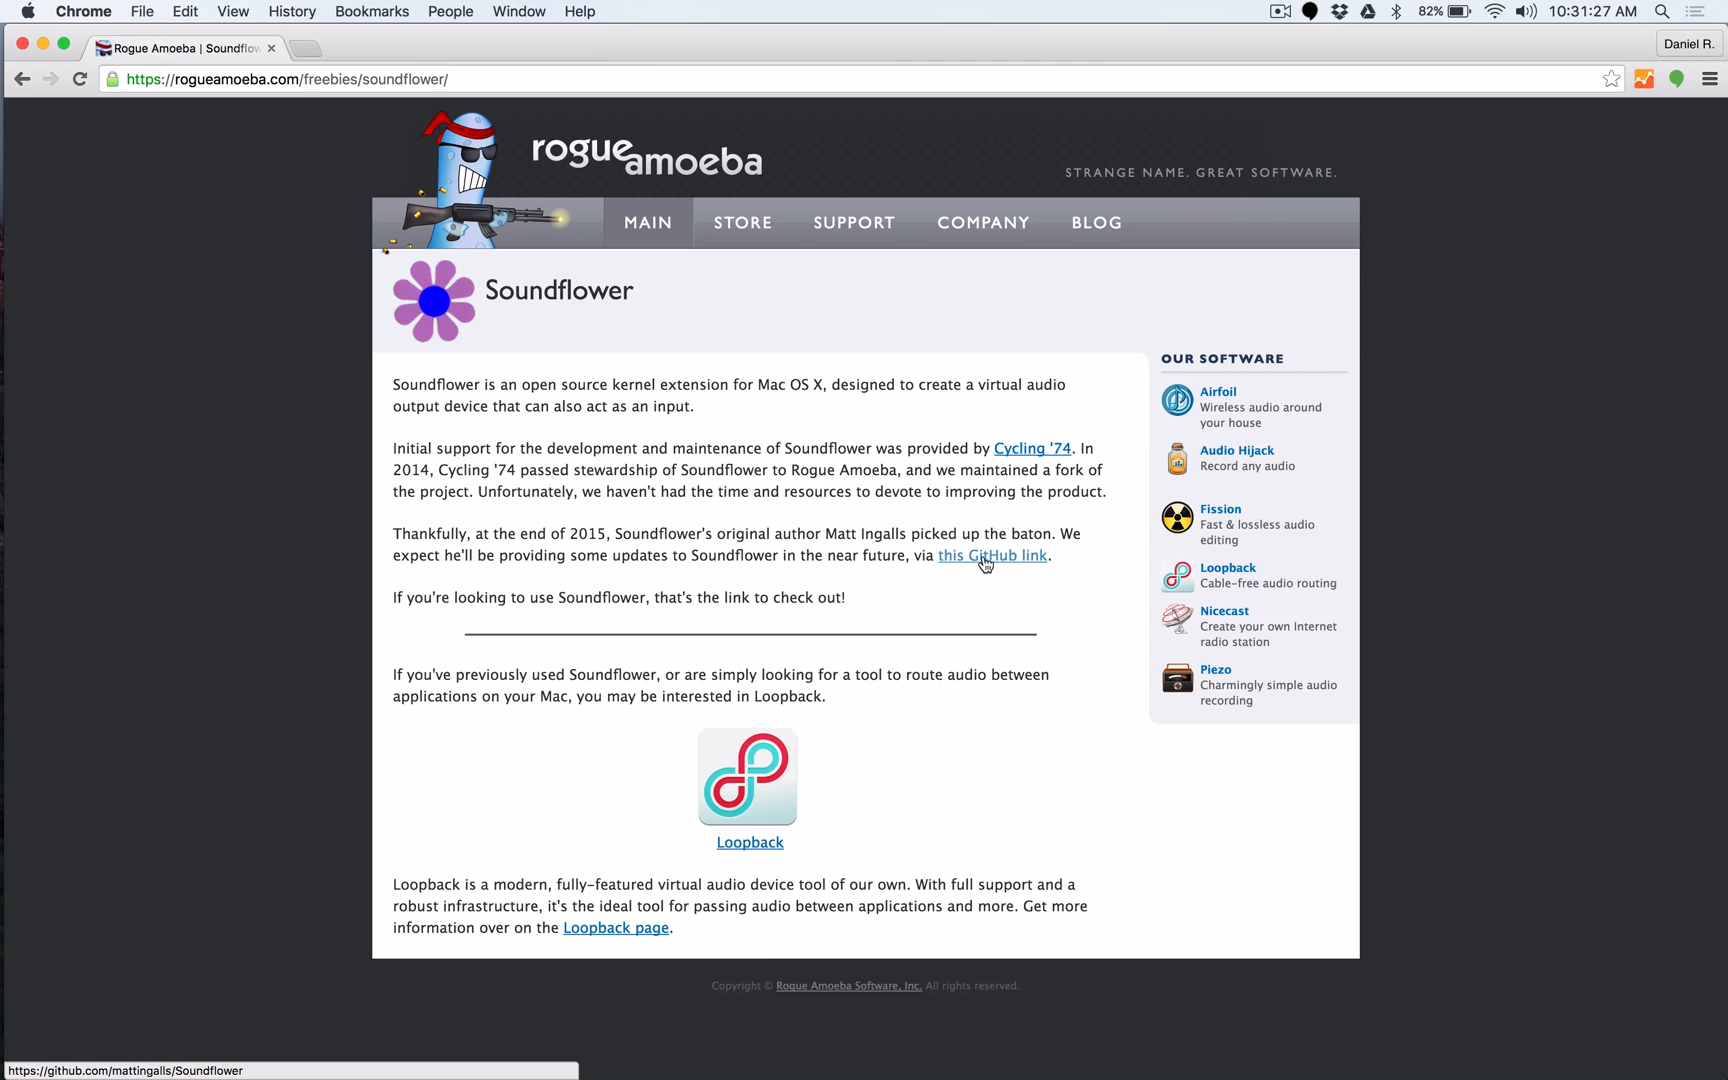 Chrome File Edit View History Bookmarks People Window Help 82% 10:31:27 AM
Rogue Amoeba | Soundflow Daniel R.
https://rogueamoeba.com/freebies/soundflower/
rogue amoeba
STRANGE NAME. GREAT SOFTWARE.
MAIN STORE SUPPORT COMPANY BLOG
Soundflower
Soundflower is an open source kernel extension for Mac OS X, designed to create a virtual audio
output device that can also act as an input.
Initial support for the development and maintenance of Soundflower was provided by Cycling '74. In
2014, Cycling '74 passed stewardship of Soundflower to Rogue Amoeba, and we maintained a fork of
the project. Unfortunately, we haven't had the time and resources to devote to improving the product.
Thankfully, at the end of 2015, Soundflower's original author Matt Ingalls picked up the baton. We
expect he'll be providing some updates to Soundflower in the near future, via this GitHub link.
If you're looking to use Soundflower, that's the link to check out!
If you've previously used Soundflower, or are simply looking for a tool to route audio between
applications on your Mac, you may be interested in Loopback.
Loopback
Loopback is a modern, fully-featured virtual audio device tool of our own. With full support and a
robust infrastructure, it's the ideal tool for passing audio between applications and more. Get more
information over on the Loopback page.
OUR SOFTWARE
Airfoil
Wireless audio around
your house
Audio Hijack
Record any audio
Fission
Fast & lossless audio
editing
Loopback
Cable-free audio routing
Nicecast
Create your own Internet
radio station
Piezo
Charmingly simple audio
recording
Copyright © Rogue Amoeba Software, Inc. All rights reserved.
https://github.com/mattingalls/Soundflower